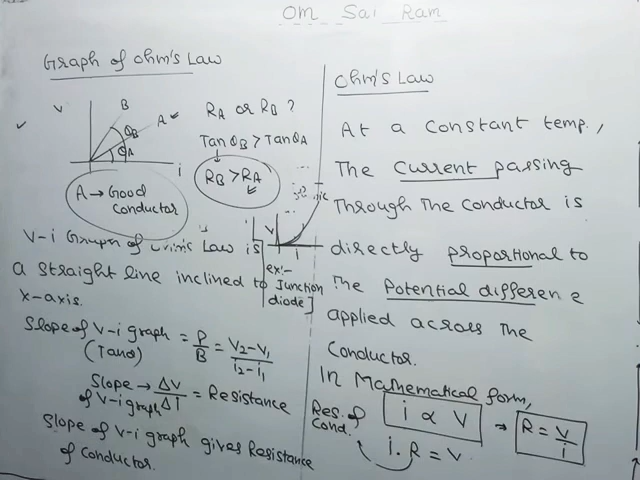 OM Sai Ram
Graph of Ohm's Law
V
B
A
θB
θA
i
RA or RB ?
Tan θB > Tan θA
RB > RA
A → Good
Conductor
V-i Graph of Ohmic Law is
a straight line inclined to
x-axis.
V
i
ex:-
Junction
diode]
Slope of V-i graph = P/B = V2-V1/i2-i1
(Tanθ)
Slope → ΔV/ΔI = Resistance
of V-i graph
Slope of V-i graph gives Resistance
of Conductor.
Ohm's Law
At a constant temp.,
The Current passing
Through The Conductor is
directly proportional to
The Potential differen e
applied across The
Conductor.
In Mathematical form,
i ∝ V → R = V/i
Res. of
Cond.
i.R = V